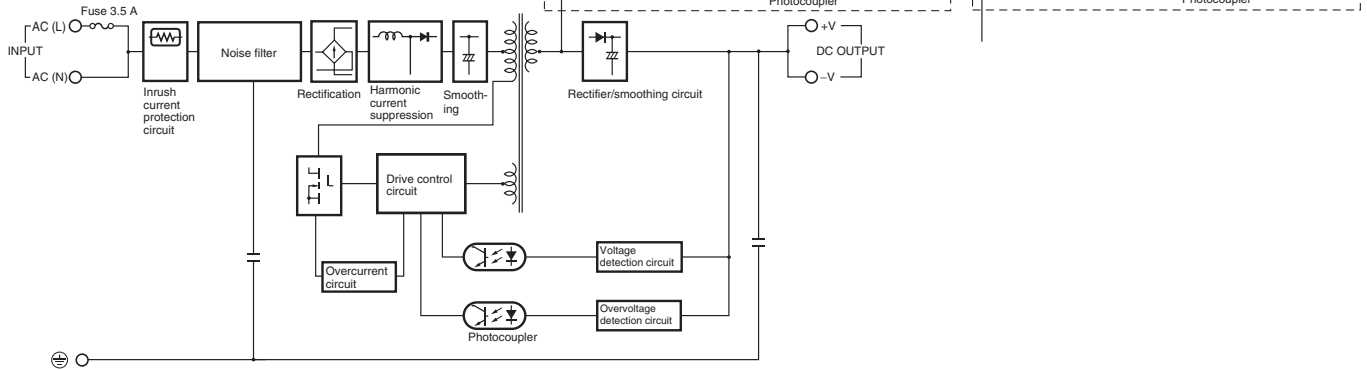 Photocoupler
Photocoupler
Fuse 3.5 A
AC (L)
INPUT
AC (N)
Noise filter
+V
DC OUTPUT
–V
Inrush
current
protection
circuit
Rectification
Harmonic
current
suppression
Smooth-
ing
Rectifier/smoothing circuit
Drive control
circuit
Overcurrent
circuit
Voltage
detection circuit
Overvoltage
detection circuit
Photocoupler